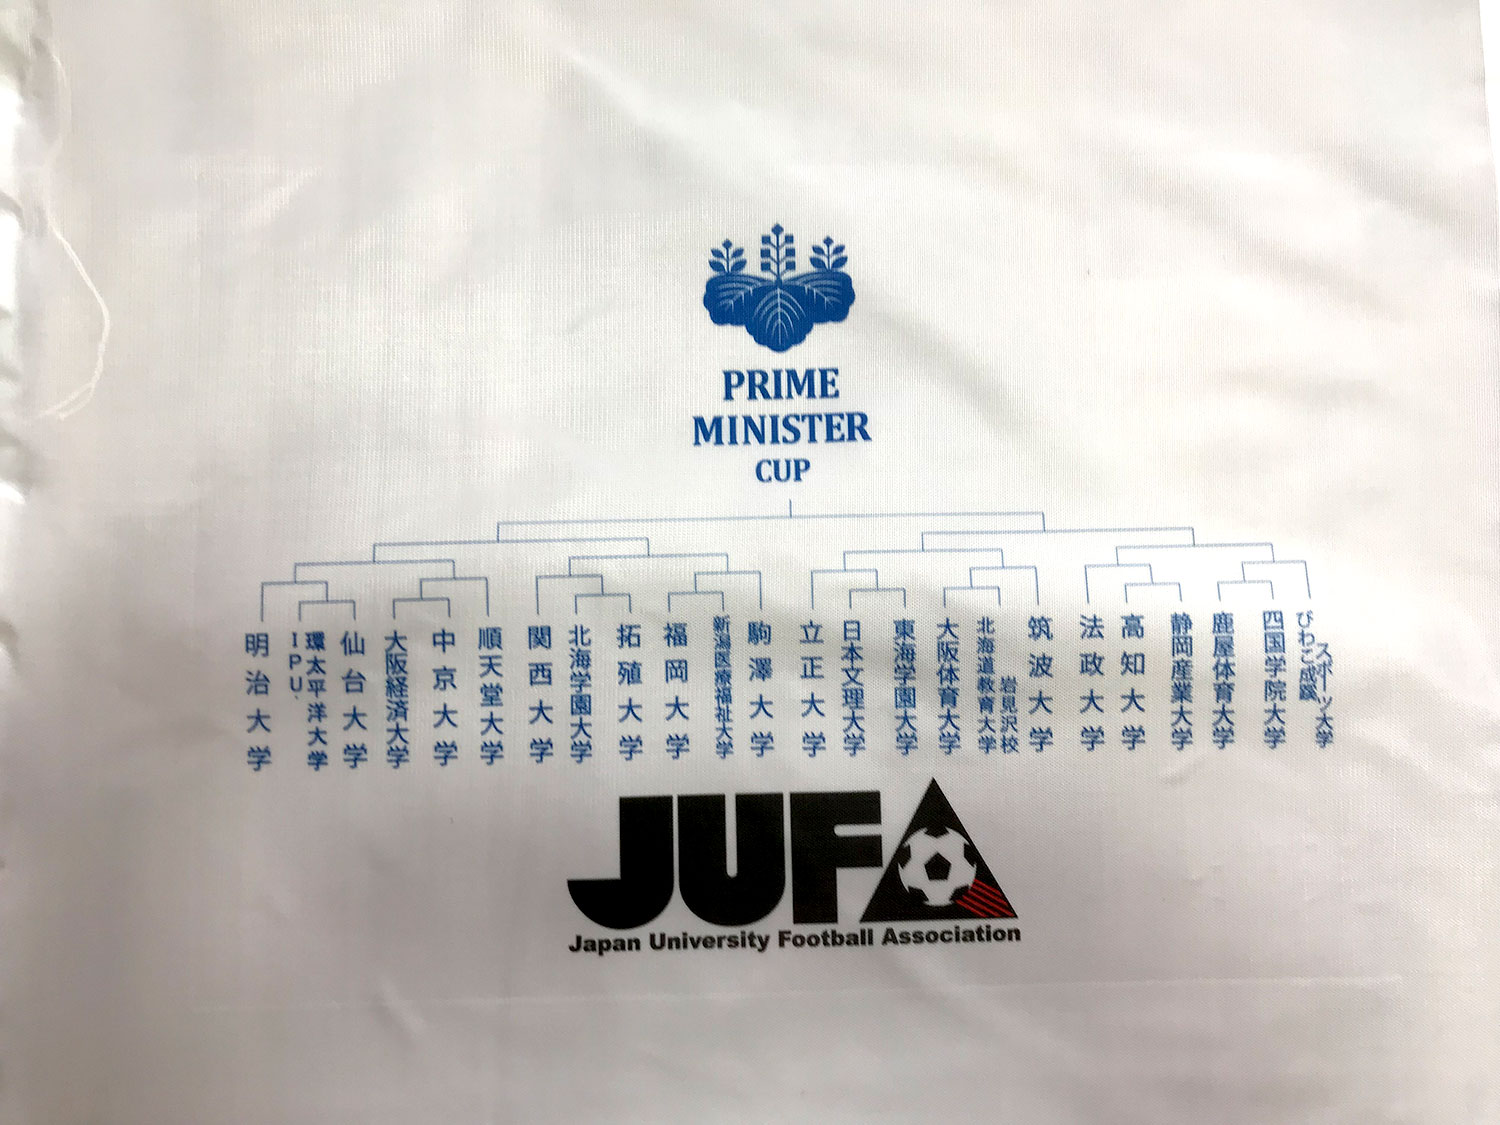 PRIME
MINISTER
CUP
明治大学
IPU、
環太平洋大学
仙台大学
大阪経済大学
中京大学
順天堂大学
関西大学
北海学園大学
拓殖大学
福岡大学
新潟医療福祉大学
駒澤大学
立正大学
日本文理大学
東海学園大学
大阪体育大学
北海道教育大学
岩見沢校
筑波大学
法政大学
高知大学
静岡産業大学
鹿屋体育大学
四国学院大学
びわこ成蹊
スポーツ大学
JUFA
Japan University Football Association